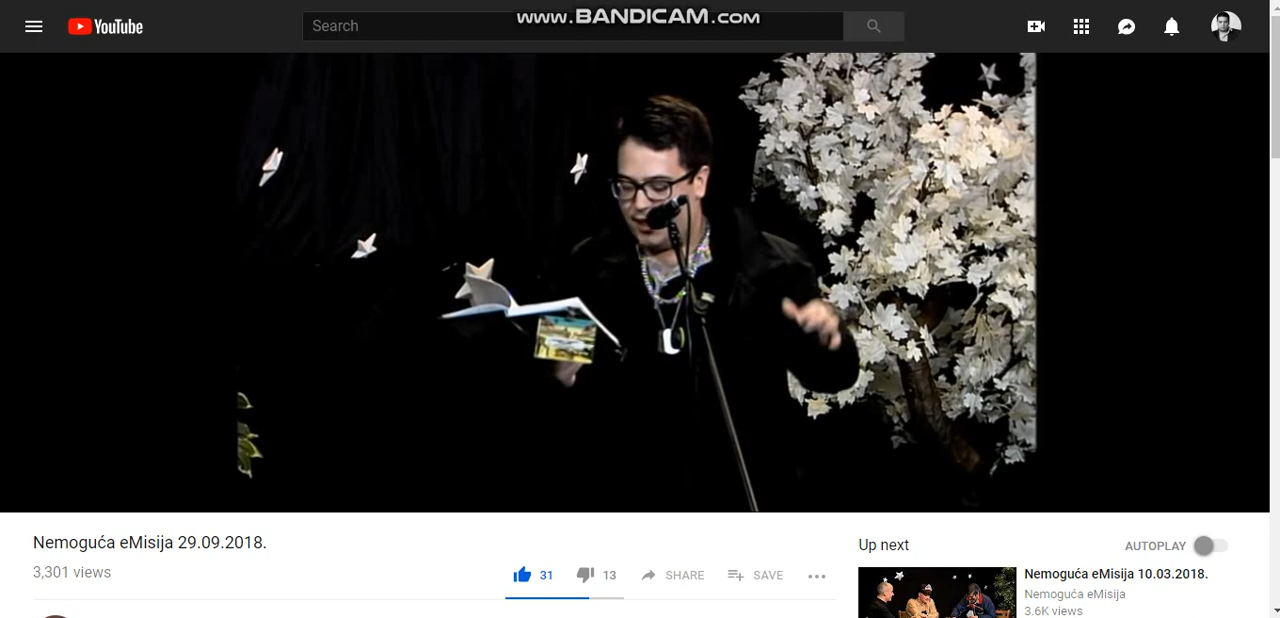 www.BANDICAM.com
YouTube
Search
Nemoguća eMisija 29.09.2018.
3,301 views
31
13
SHARE
SAVE
Up next
AUTOPLAY
Nemoguća eMisija 10.03.2018.
Nemoguća eMisija
3.6K views